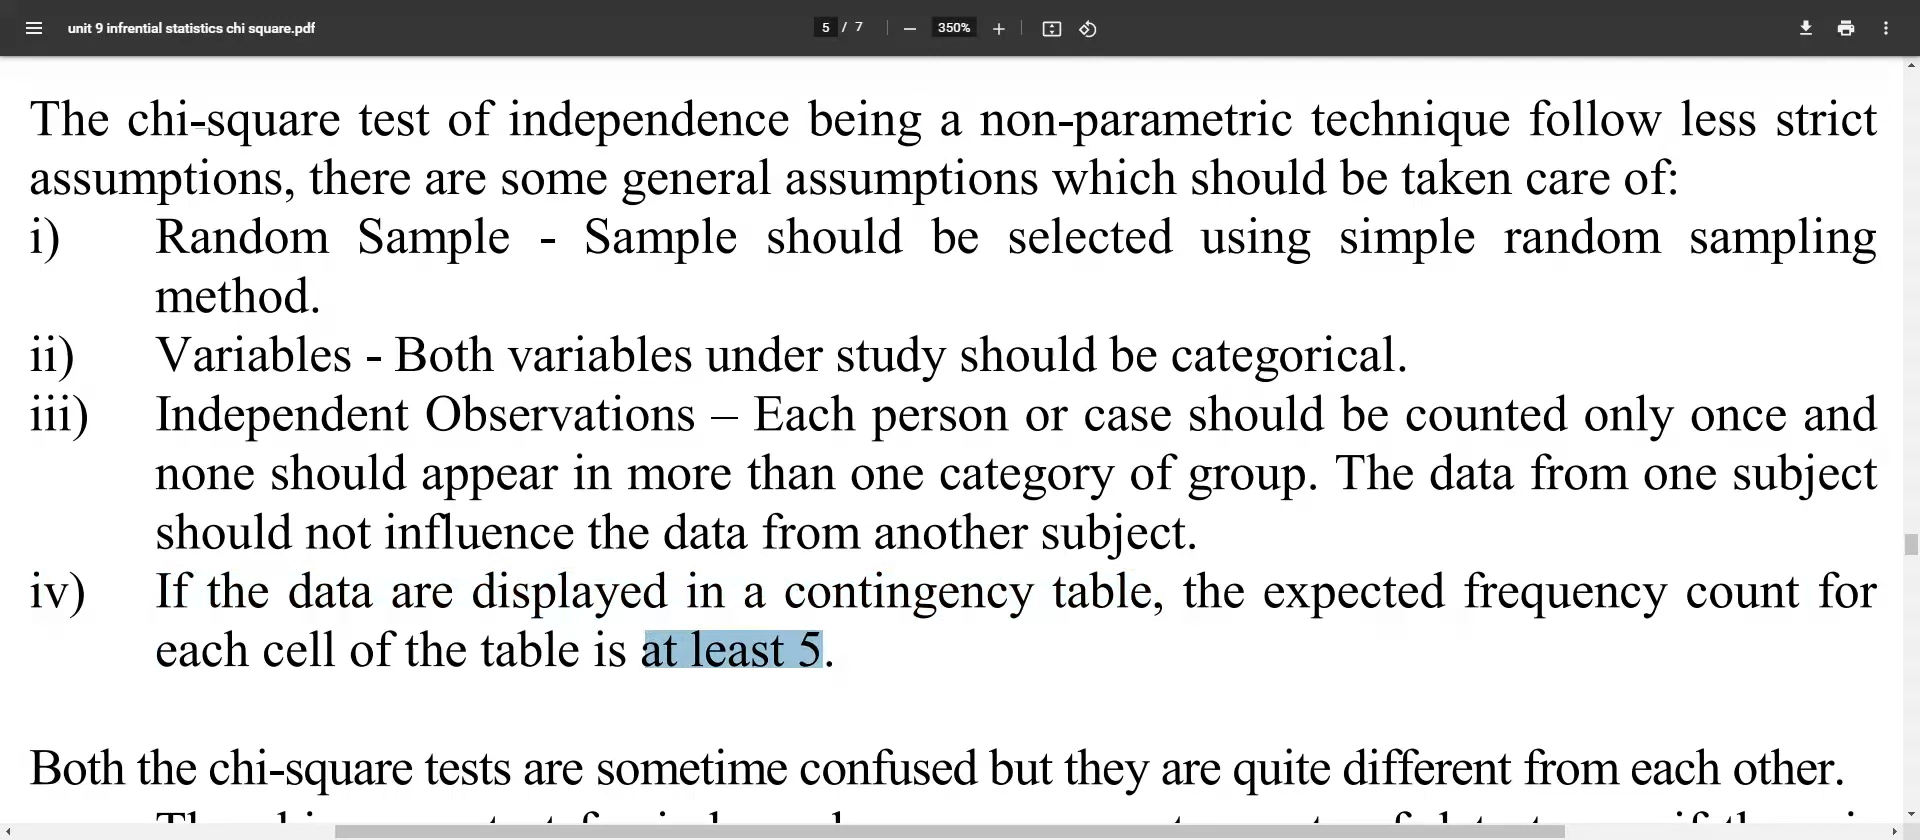 unit 9 infrential statistics chi square.pdf
5 / 7
350%
The chi-square test of independence being a non-parametric technique follow less strict
assumptions, there are some general assumptions which should be taken care of:
i) Random Sample - Sample should be selected using simple random sampling
method.
ii) Variables - Both variables under study should be categorical.
iii) Independent Observations – Each person or case should be counted only once and
none should appear in more than one category of group. The data from one subject
should not influence the data from another subject.
iv) If the data are displayed in a contingency table, the expected frequency count for
each cell of the table is at least 5.
Both the chi-square tests are sometime confused but they are quite different from each other.